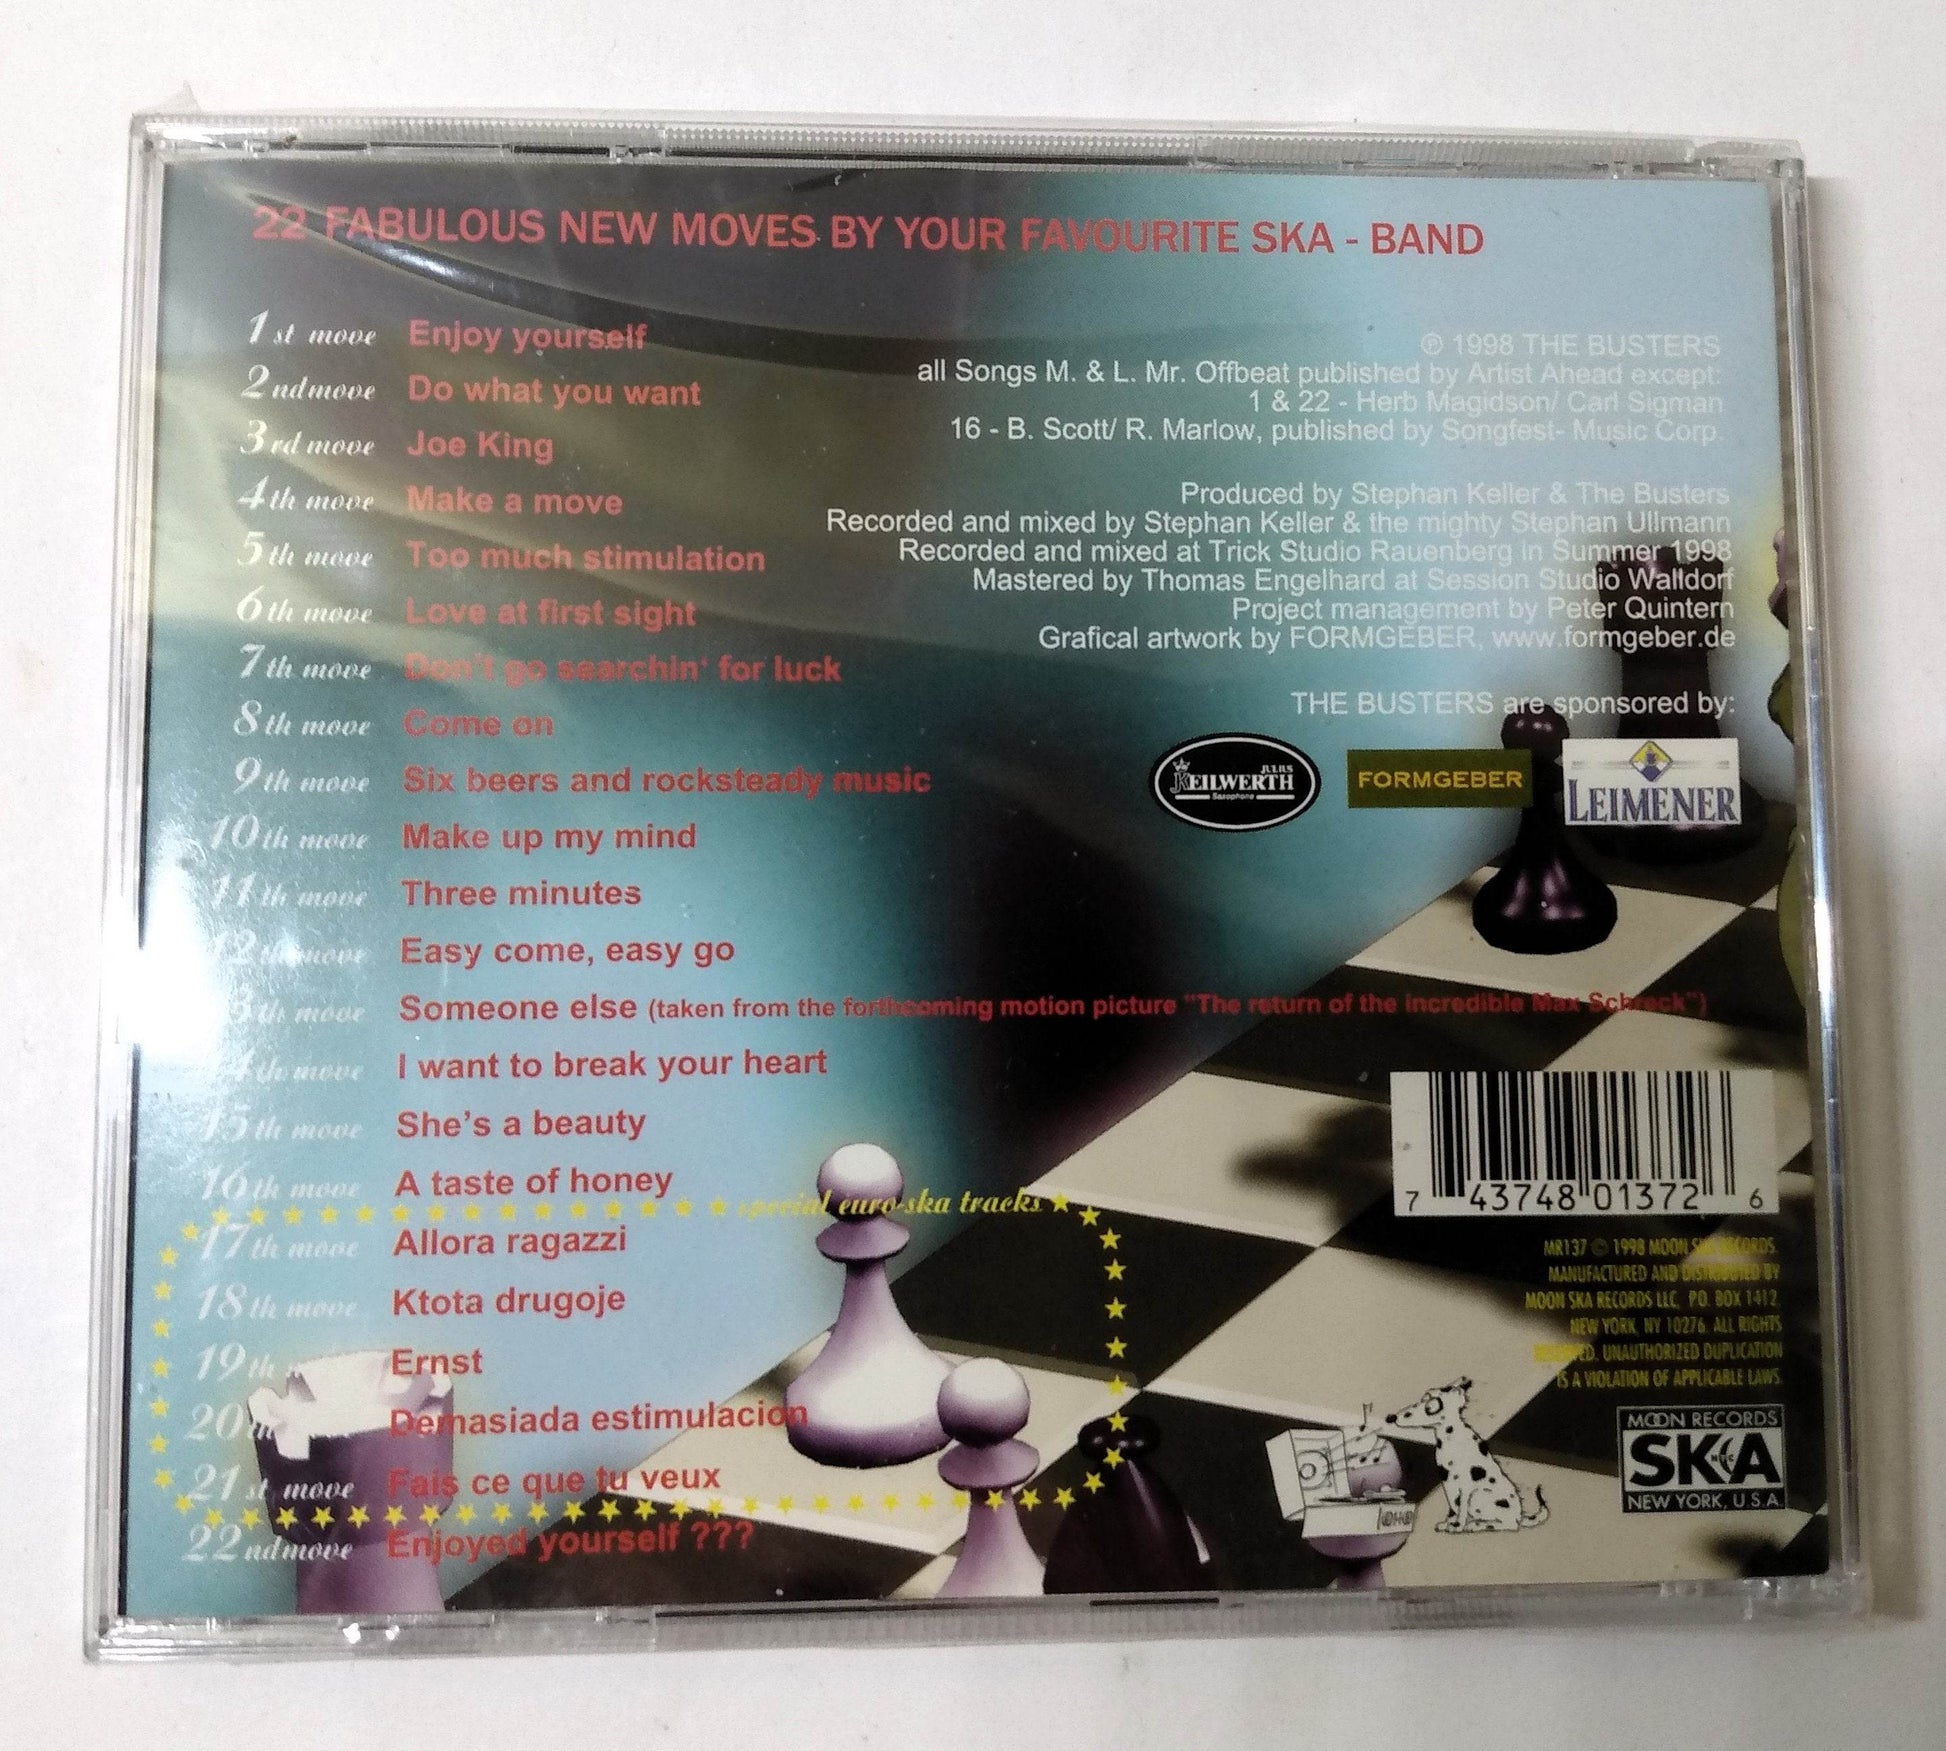 22 FABULOUS NEW MOVES BY YOUR FAVOURITE SKA - BAND
1st move Enjoy yourself
2nd move Do what you want
3rd move Joe King
4th move Make a move
5th move Too much stimulation
6th move Love at first sight
7th move Don't go searchin' for luck
8th move Come on
9th move Six beers and rocksteady music
10th move Make up my mind
11th move Three minutes
12th move Easy come, easy go
13th move Someone else (taken from the forthcoming motion picture "The return of the incredible Max Schreck")
14th move I want to break your heart
15th move She's a beauty
16th move A taste of honey
special euro-ska tracks
17th move Allora ragazzi
18th move Ktota drugoje
19th Ernst
20th Demasiada estimulacion
21st move Fais ce que tu veux
22nd move Enjoyed yourself ???
℗ 1998 THE BUSTERS
all Songs M. & L. Mr. Offbeat published by Artist Ahead except:
1 & 22 - Herb Magidson/ Carl Sigman
16 - B. Scott/ R. Marlow, published by Songfest- Music Corp.
Produced by Stephan Keller & The Busters
Recorded and mixed by Stephan Keller & the mighty Stephan Ullmann
Recorded and mixed at Trick Studio Rauenberg in Summer 1998
Mastered by Thomas Engelhard at Session Studio Walldorf
Project management by Peter Quintern
Grafical artwork by FORMGEBER, www.formgeber.de
THE BUSTERS are sponsored by:
JULIUS
KEILWERTH
Saxophone
FORMGEBER
LEIMENER
7 43748 01372 6
MR137 © 1998 MOON SKA RECORDS.
MANUFACTURED AND DISTRIBUTED BY
MOON SKA RECORDS LLC, P.O. BOX 1412,
NEW YORK, NY 10276. ALL RIGHTS
RESERVED. UNAUTHORIZED DUPLICATION
IS A VIOLATION OF APPLICABLE LAWS.
MOON RECORDS
SKA
NYC
NEW YORK, U.S.A.